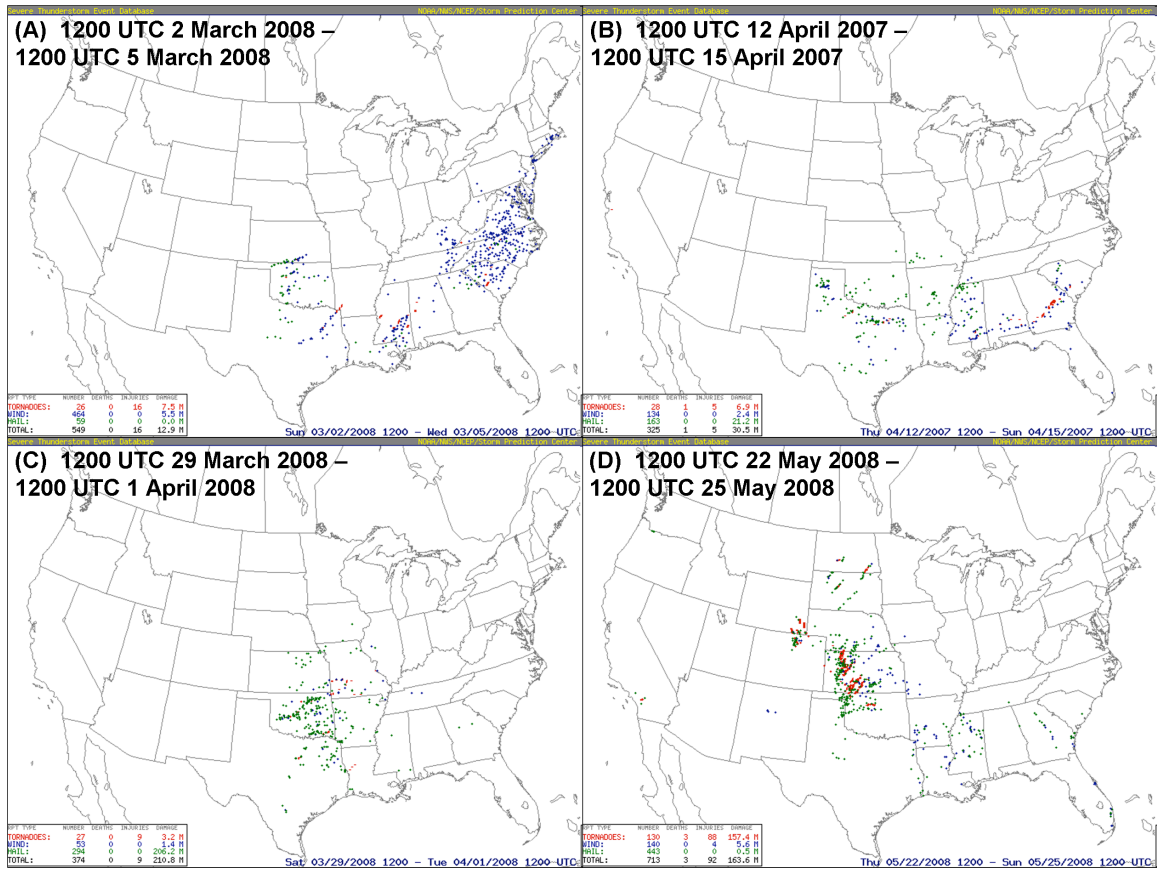 Severe Thunderstorm Event Database NOAA/NWS/NCEP/Storm Prediction Center
(A) 1200 UTC 2 March 2008 –
1200 UTC 5 March 2008
RPT TYPE NUMBER DEATHS INJURIES DAMAGE
TORNADOES: 26 0 16 7.5 M
WIND: 464 0 0 5.5 M
HAIL: 59 0 0 0.0 M
TOTAL: 549 0 16 12.9 M
Sun 03/02/2008 1200 – Wed 03/05/2008 1200 UTC
Severe Thunderstorm Event Database NOAA/NWS/NCEP/Storm Prediction Center
(B) 1200 UTC 12 April 2007 –
1200 UTC 15 April 2007
RPT TYPE NUMBER DEATHS INJURIES DAMAGE
TORNADOES: 28 1 5 6.9 M
WIND: 134 0 0 2.4 M
HAIL: 163 0 0 21.2 M
TOTAL: 325 1 5 30.5 M
Thu 04/12/2007 1200 – Sun 04/15/2007 1200 UTC
Severe Thunderstorm Event Database NOAA/NWS/NCEP/Storm Prediction Center
(C) 1200 UTC 29 March 2008 –
1200 UTC 1 April 2008
RPT TYPE NUMBER DEATHS INJURIES DAMAGE
TORNADOES: 27 0 9 3.2 M
WIND: 53 0 0 1.4 M
HAIL: 294 0 0 206.2 M
TOTAL: 374 0 9 210.8 M
Sat 03/29/2008 1200 – Tue 04/01/2008 1200 UTC
Severe Thunderstorm Event Database NOAA/NWS/NCEP/Storm Prediction Center
(D) 1200 UTC 22 May 2008 –
1200 UTC 25 May 2008
RPT TYPE NUMBER DEATHS INJURIES DAMAGE
TORNADOES: 130 3 88 157.4 M
WIND: 140 0 4 5.6 M
HAIL: 443 0 0 0.5 M
TOTAL: 713 3 92 163.6 M
Thu 05/22/2008 1200 – Sun 05/25/2008 1200 UTC